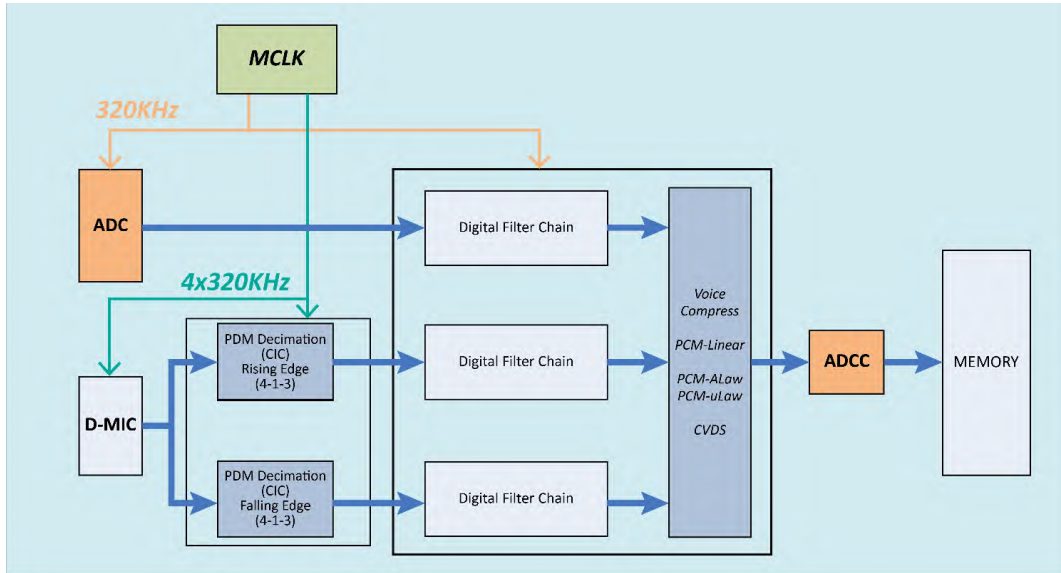 MCLK
320KHz
ADC
Digital Filter Chain
4x320KHz
Voice
Compress
PCM-Linear
PCM-ALaw
PCM-uLaw
CVDS
PDM Decimation
(CIC)
Rising Edge
(4-1-3)
Digital Filter Chain
ADCC
MEMORY
D-MIC
PDM Decimation
(CIC)
Falling Edge
(4-1-3)
Digital Filter Chain